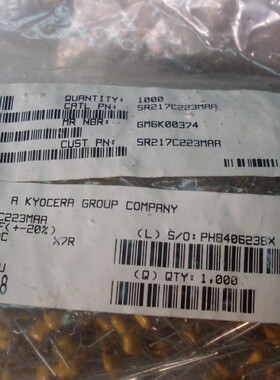 QUANTITY: 1000
CATL PN: SR217C223MAA
MR NBR: GM6K00374
CUST PN: SR217C223MAA
A KYOCERA GROUP COMPANY
C223MAA
F(+-20%)
X7R
(L) S/O: PH840623BX
(Q) QTY: 1,000